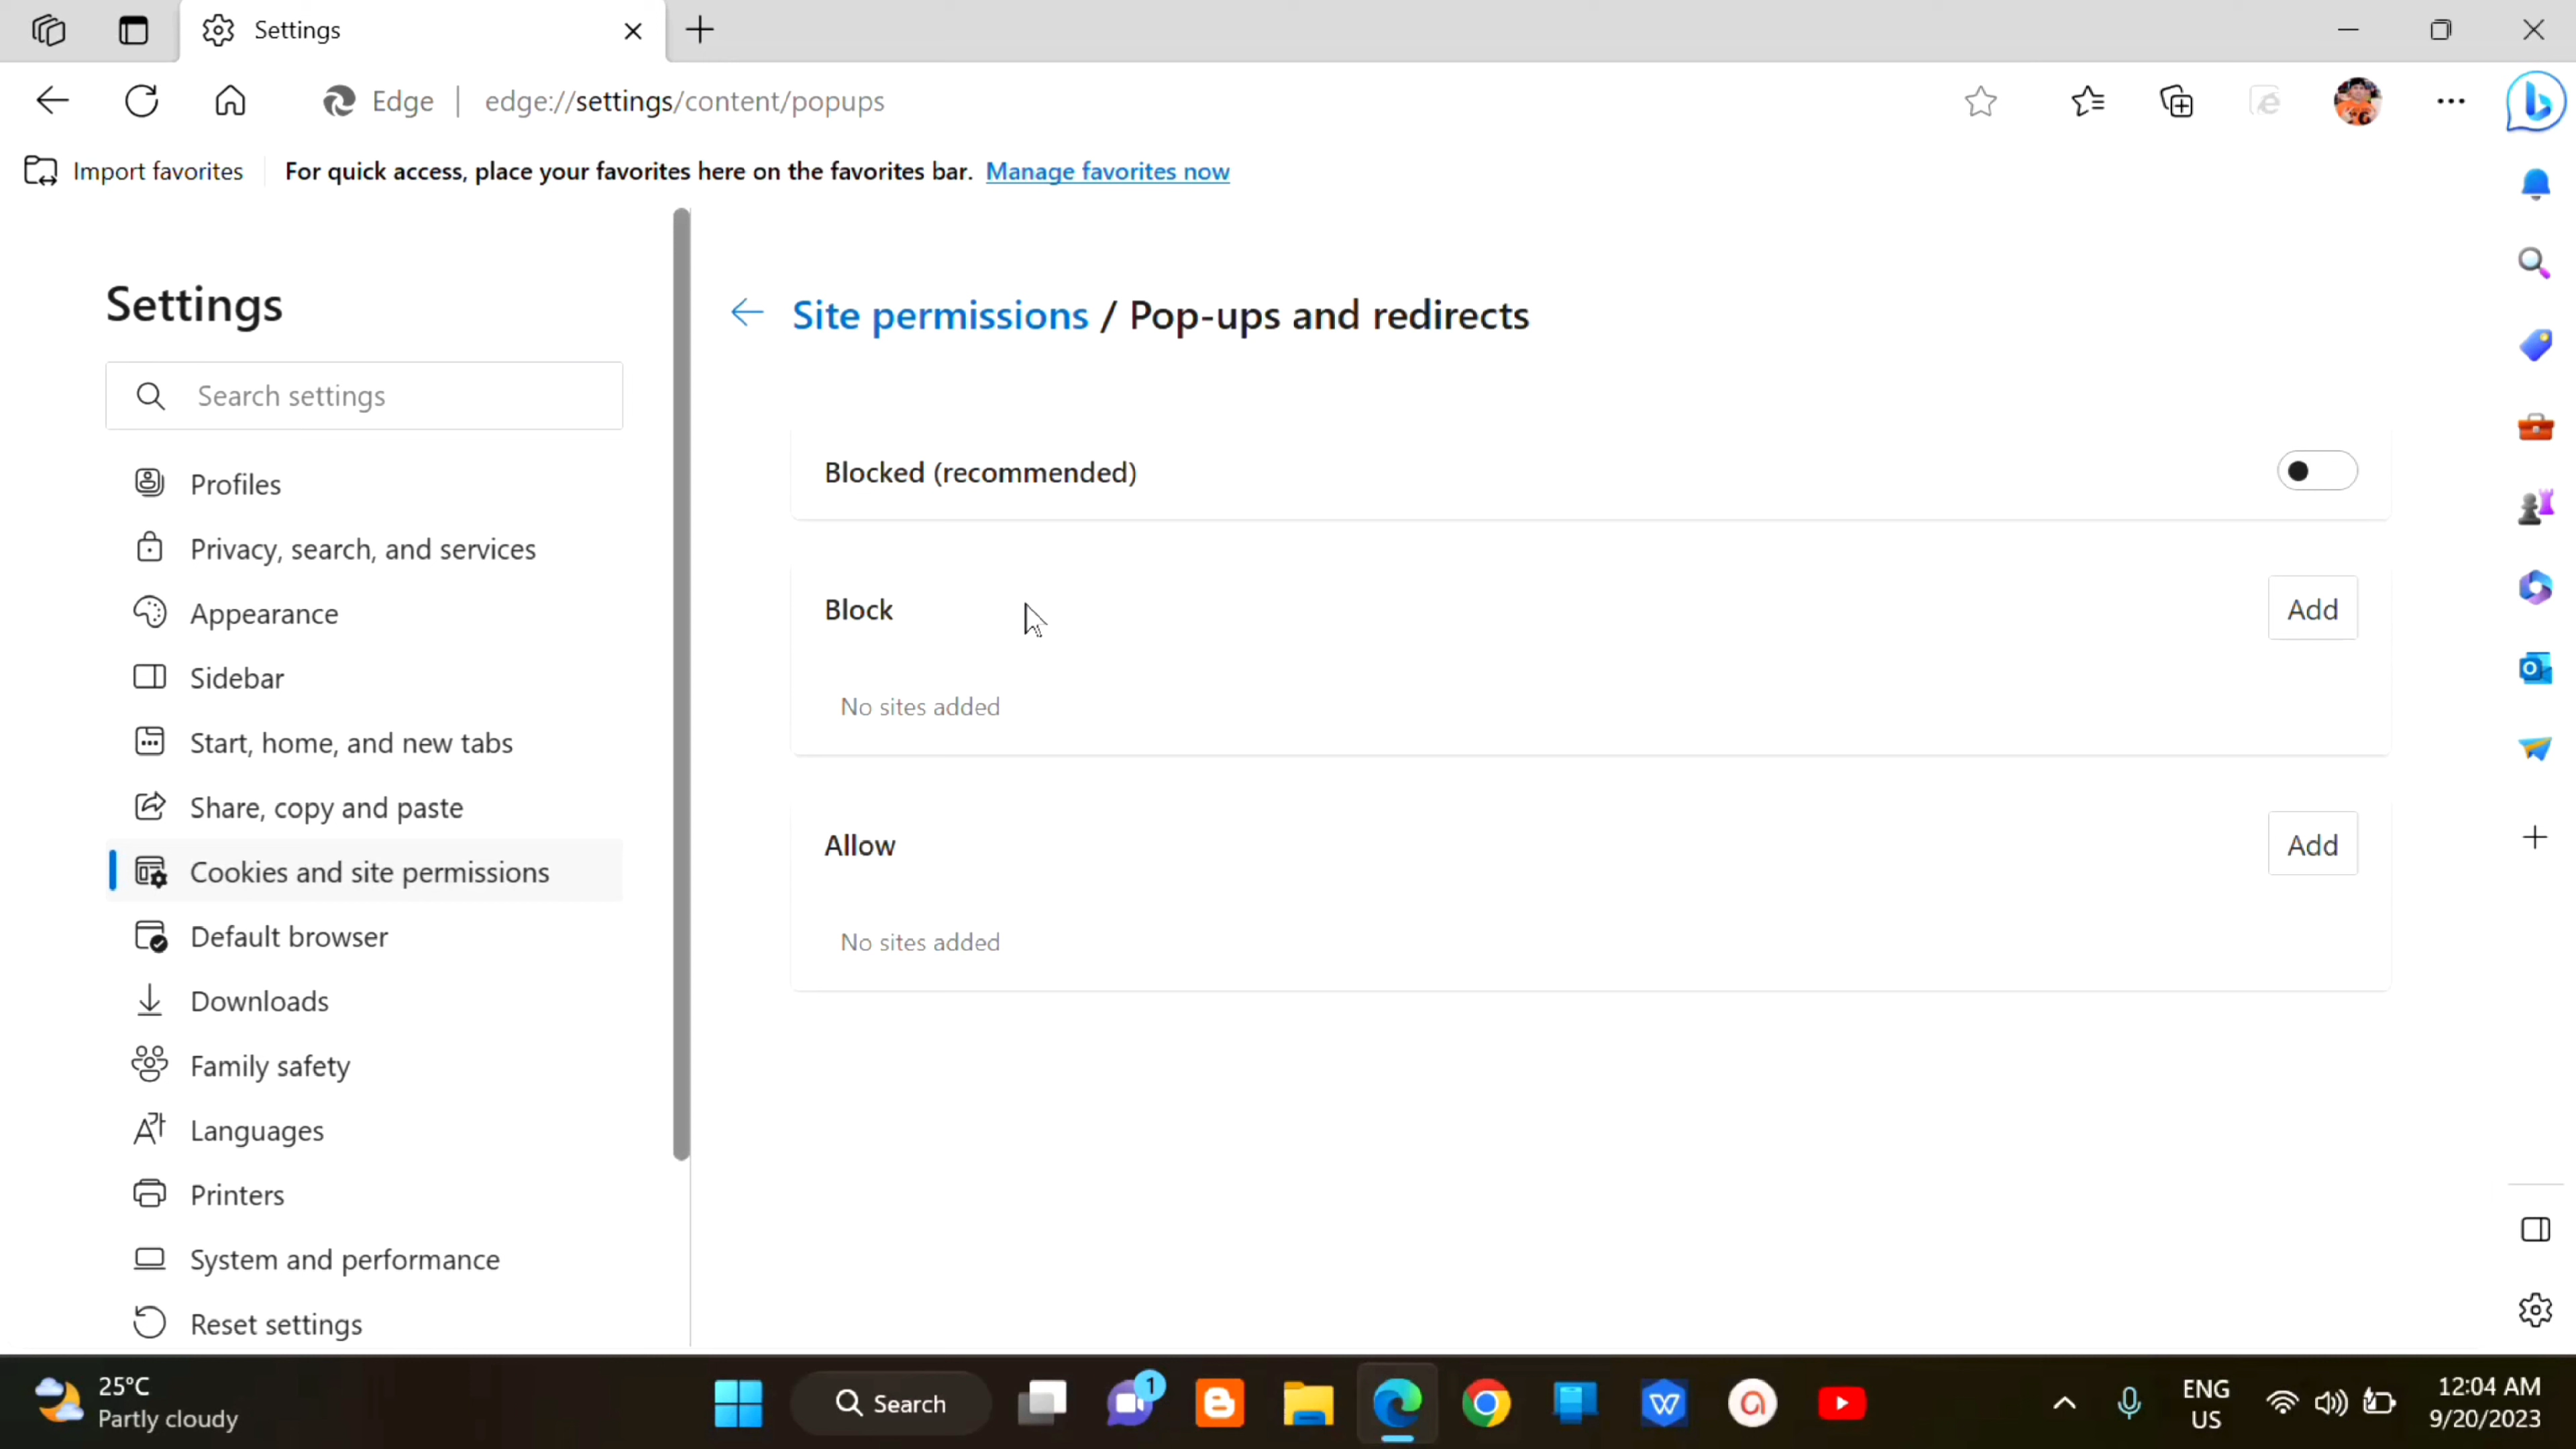 Settings
Edge | edge://settings/content/popups
Import favorites
For quick access, place your favorites here on the favorites bar. Manage favorites now
Settings
Search settings
Profiles
Privacy, search, and services
Appearance
Sidebar
Start, home, and new tabs
Share, copy and paste
Cookies and site permissions
Default browser
Downloads
Family safety
Languages
Printers
System and performance
Reset settings
Site permissions / Pop-ups and redirects
Blocked (recommended)
Block
Add
No sites added
Allow
Add
No sites added
25°C
Partly cloudy
Search
1
ENG
US
12:04 AM
9/20/2023